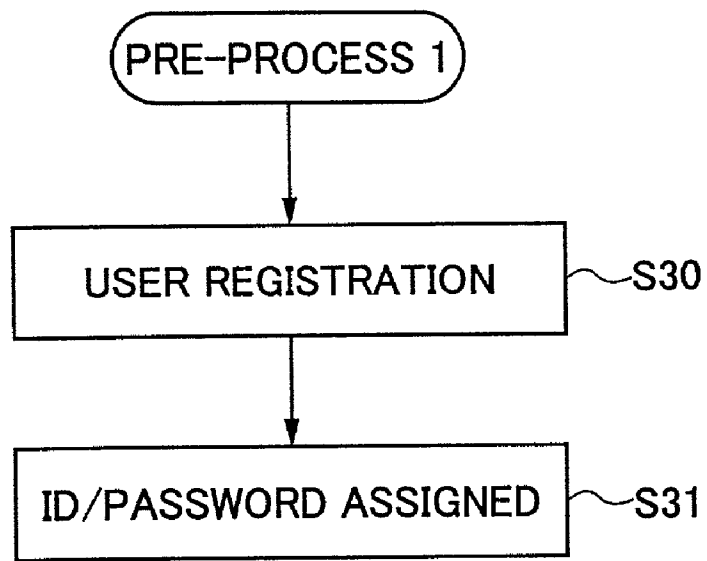 PRE-PROCESS 1
USER REGISTRATION
S30
ID/PASSWORD ASSIGNED
S31